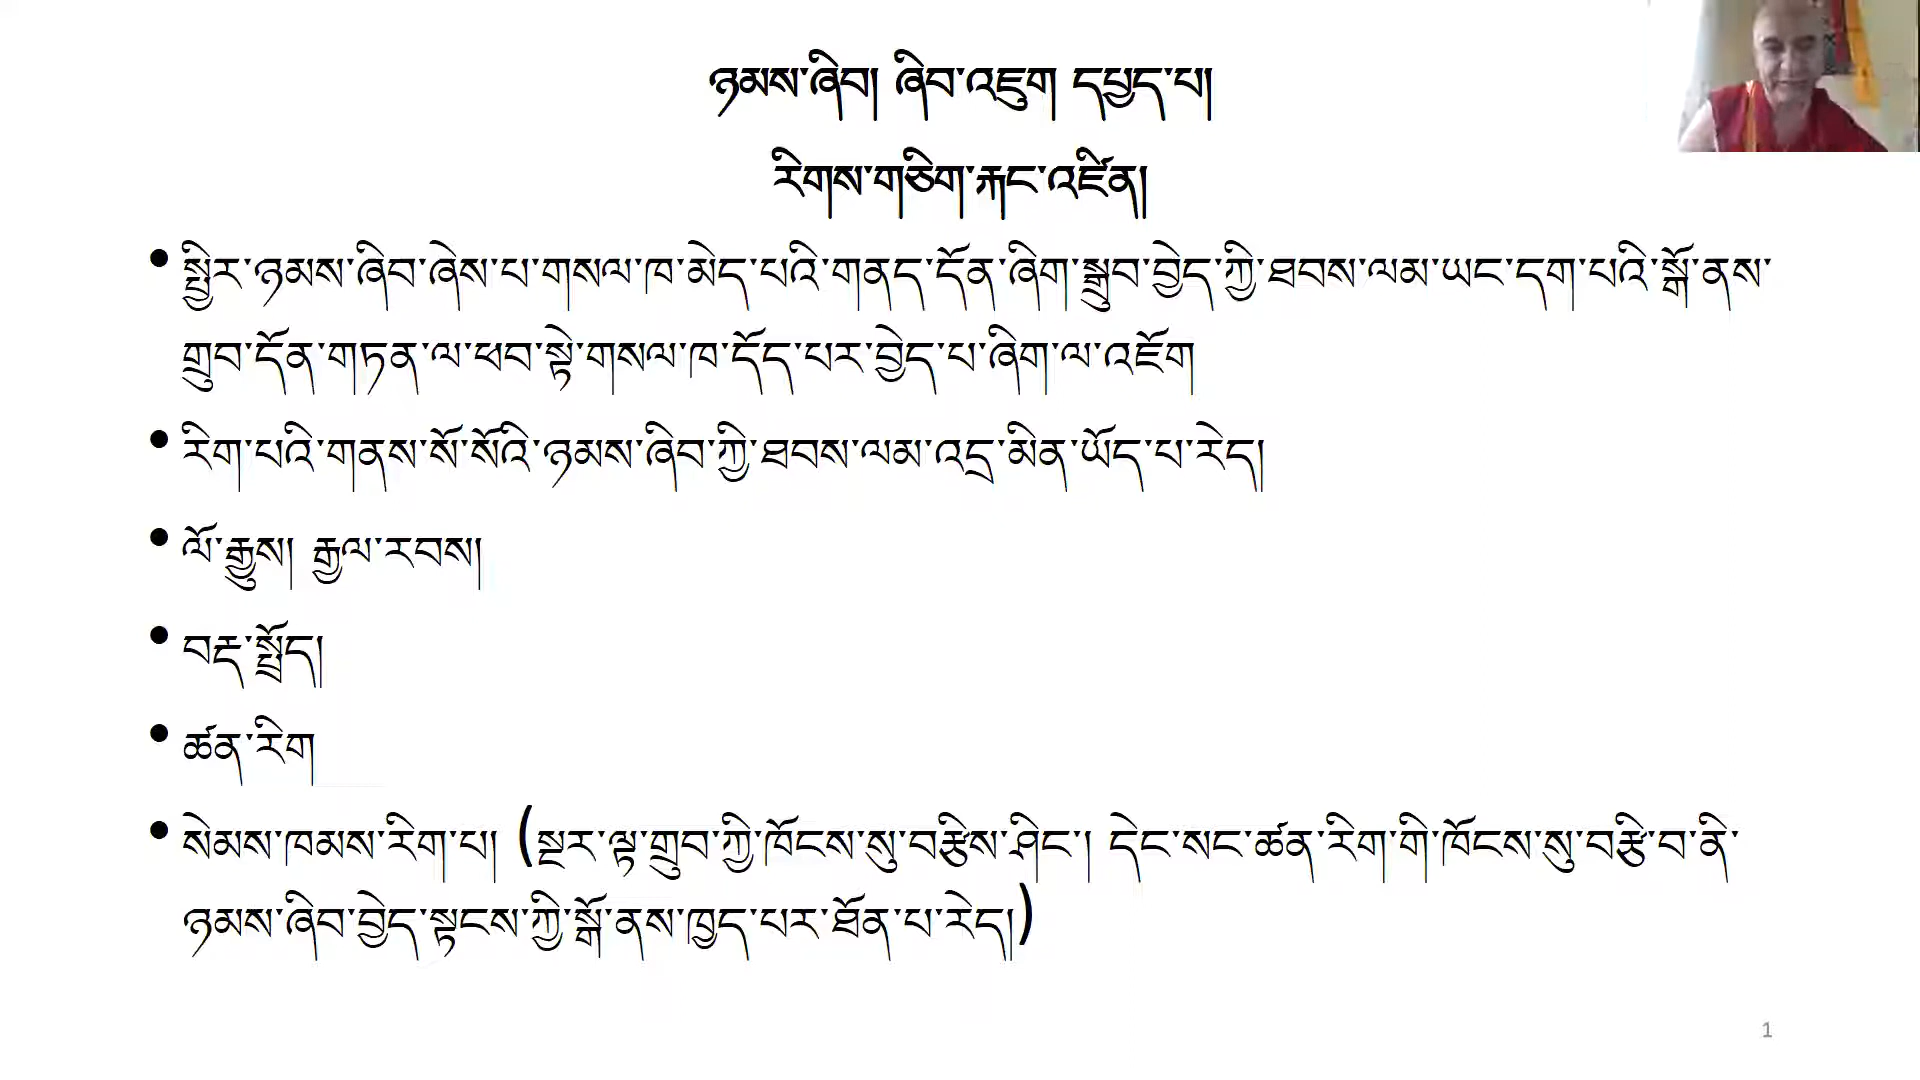 ཉམས་ཞིབ། ཞིབ་འཇུག དཔྱད་པ།
རིགས་གཅིག་རྐང་འཛིན།
• སྤྱིར་ཉམས་ཞིབ་ཞེས་པ་གསལ་ཁ་མེད་པའི་གནད་དོན་ཞིག་སྒྲུབ་བྱེད་ཀྱི་ཐབས་ལམ་ཡང་དག་པའི་སྒོ་ནས་
གྲུབ་དོན་གཏན་ལ་ཕབ་སྟེ་གསལ་ཁ་དོད་པར་བྱེད་པ་ཞིག་ལ་འཇོག
• རིག་པའི་གནས་སོ་སོའི་ཉམས་ཞིབ་ཀྱི་ཐབས་ལམ་འདྲ་མིན་ཡོད་པ་རེད།
• ལོ་རྒྱུས། རྒྱལ་རབས།
• བརྡ་སྤྲོད།
• ཚན་རིག
• སེམས་ཁམས་རིག་པ། (སྔར་ལྟ་གྲུབ་ཀྱི་ཁོངས་སུ་བརྩིས་ཤིང་། དེང་སང་ཚན་རིག་གི་ཁོངས་སུ་བརྩི་བ་ནི་
ཉམས་ཞིབ་བྱེད་སྟངས་ཀྱི་སྒོ་ནས་ཁྱད་པར་ཐོན་པ་རེད།)
1